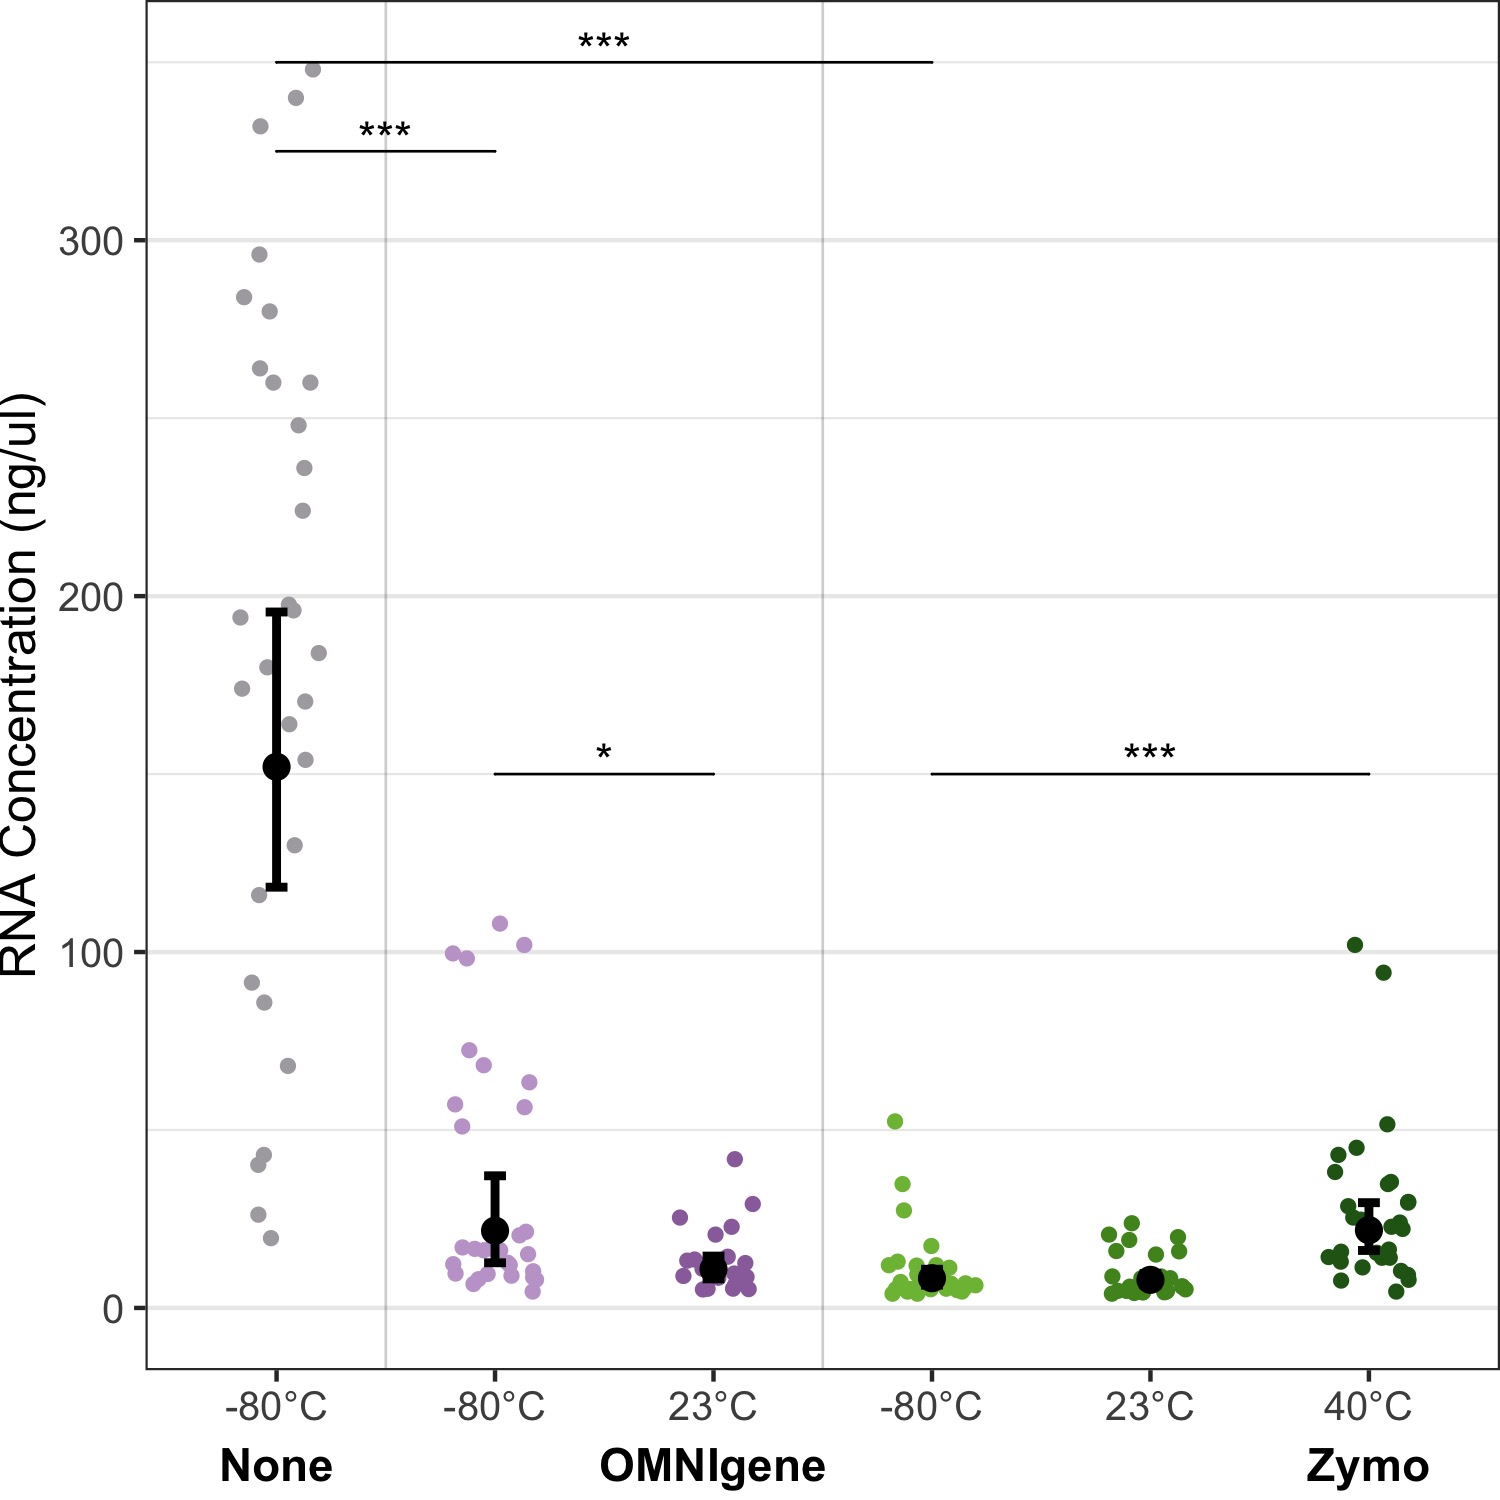 ***
***
300
200
* ***
100
0
RNA Concentration (ng/ul)
-80°C -80°C 23°C -80°C 23°C 40°C
None OMNIgene Zymo